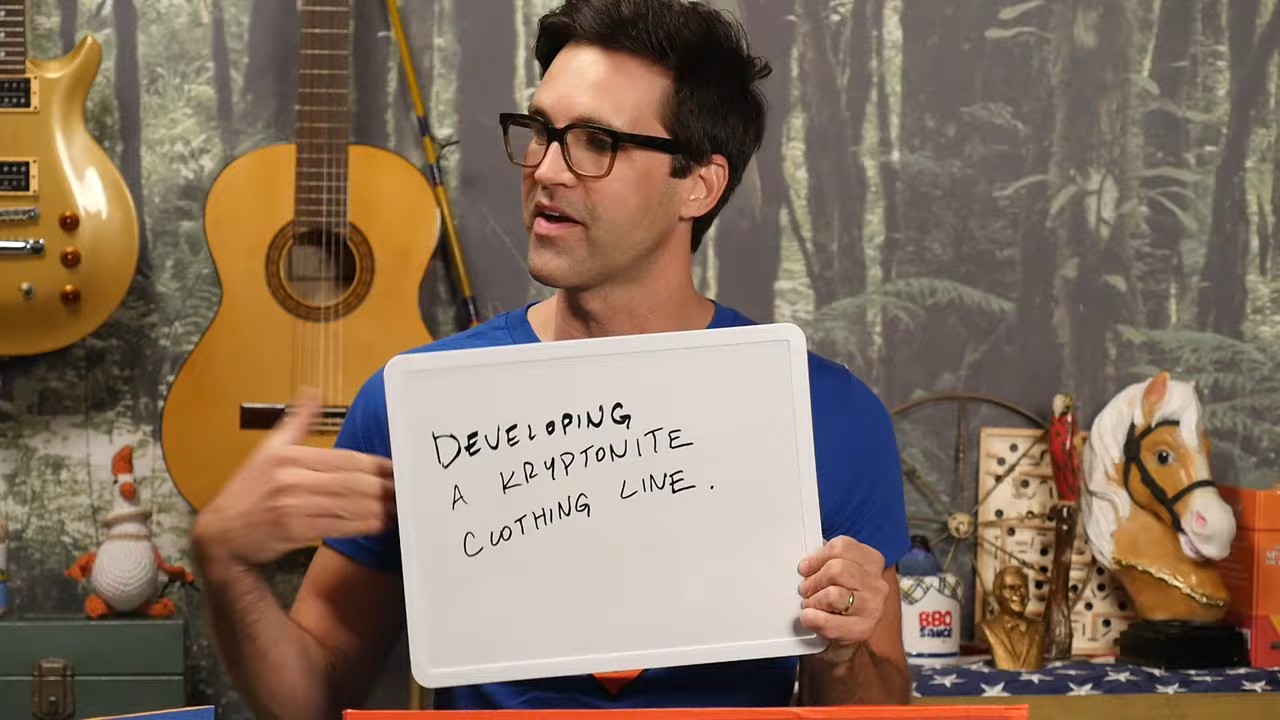 DEVELOPING
A KRYPTONITE
CLOTHING LINE.
BBQ
SAUCE